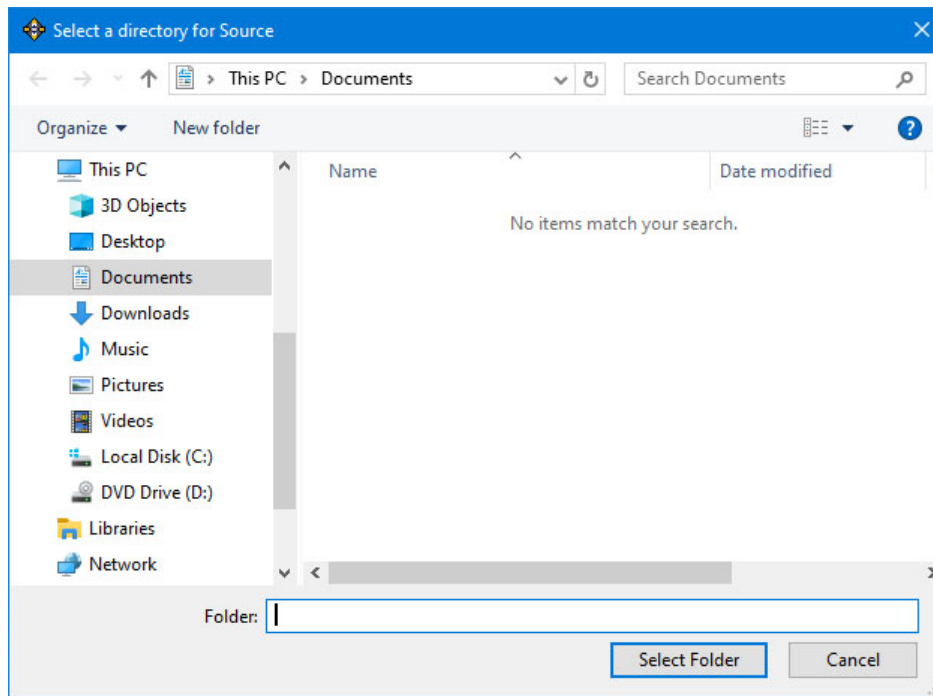 Select a directory for Source
This PC > Documents
Search Documents
Organize
New folder
?
Name
Date modified
No items match your search.
This PC
3D Objects
Desktop
Documents
Downloads
Music
Pictures
Videos
Local Disk (C:)
DVD Drive (D:)
Libraries
Network
Folder:
Select Folder
Cancel